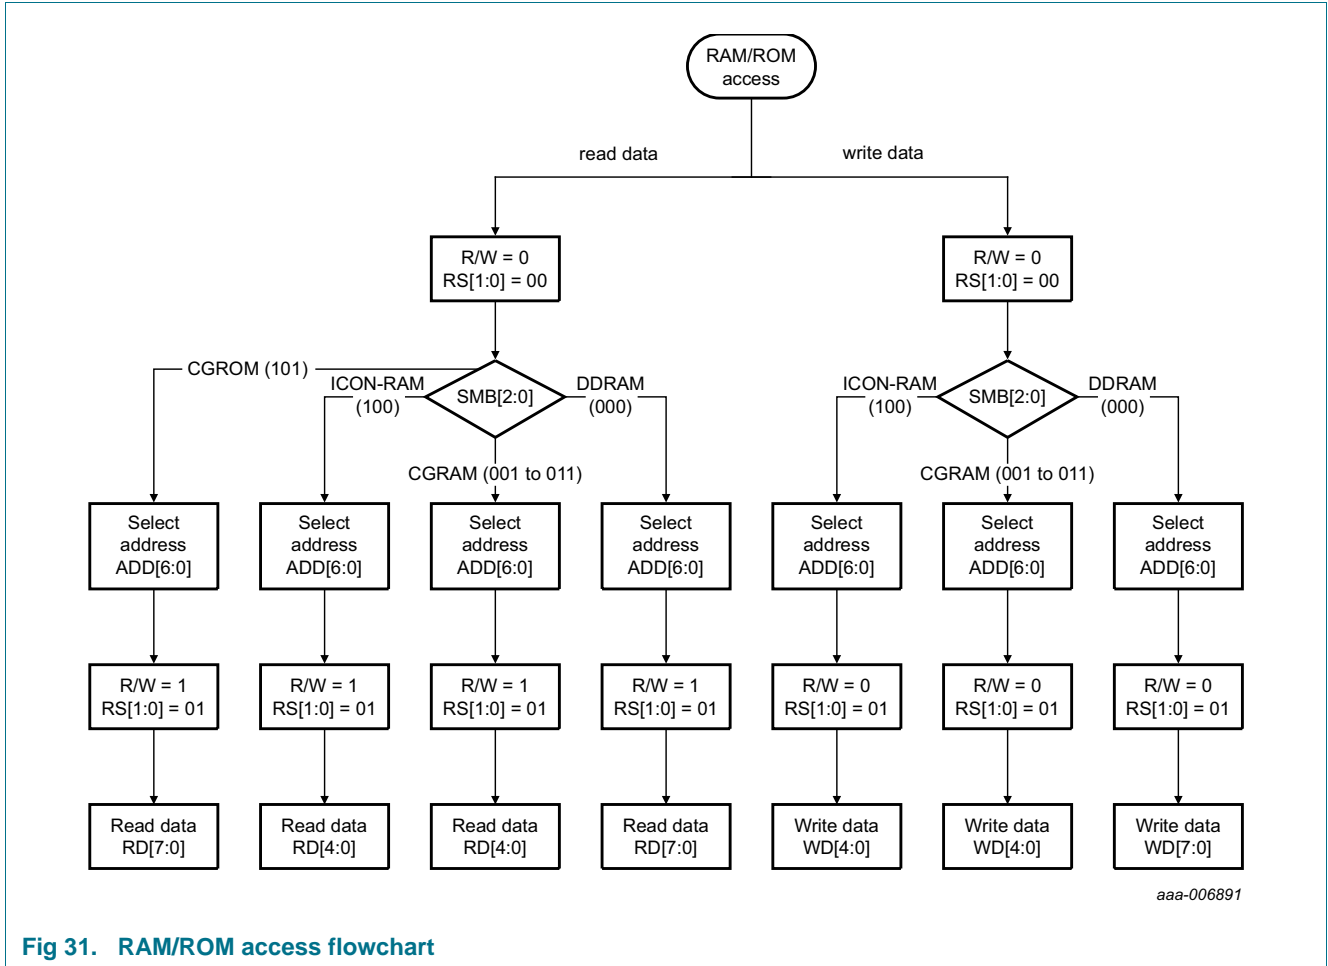 RAM/ROM
access
read data
write data
R/W = 0
RS[1:0] = 00
R/W = 0
RS[1:0] = 00
CGROM (101)
ICON-RAM
(100)
SMB[2:0]
DDRAM
(000)
CGRAM (001 to 011)
ICON-RAM
(100)
SMB[2:0]
DDRAM
(000)
CGRAM (001 to 011)
Select
address
ADD[6:0]
Select
address
ADD[6:0]
Select
address
ADD[6:0]
Select
address
ADD[6:0]
Select
address
ADD[6:0]
Select
address
ADD[6:0]
Select
address
ADD[6:0]
R/W = 1
RS[1:0] = 01
R/W = 1
RS[1:0] = 01
R/W = 1
RS[1:0] = 01
R/W = 1
RS[1:0] = 01
R/W = 0
RS[1:0] = 01
R/W = 0
RS[1:0] = 01
R/W = 0
RS[1:0] = 01
Read data
RD[7:0]
Read data
RD[4:0]
Read data
RD[4:0]
Read data
RD[7:0]
Write data
WD[4:0]
Write data
WD[4:0]
Write data
WD[7:0]
aaa-006891
Fig 31. RAM/ROM access flowchart